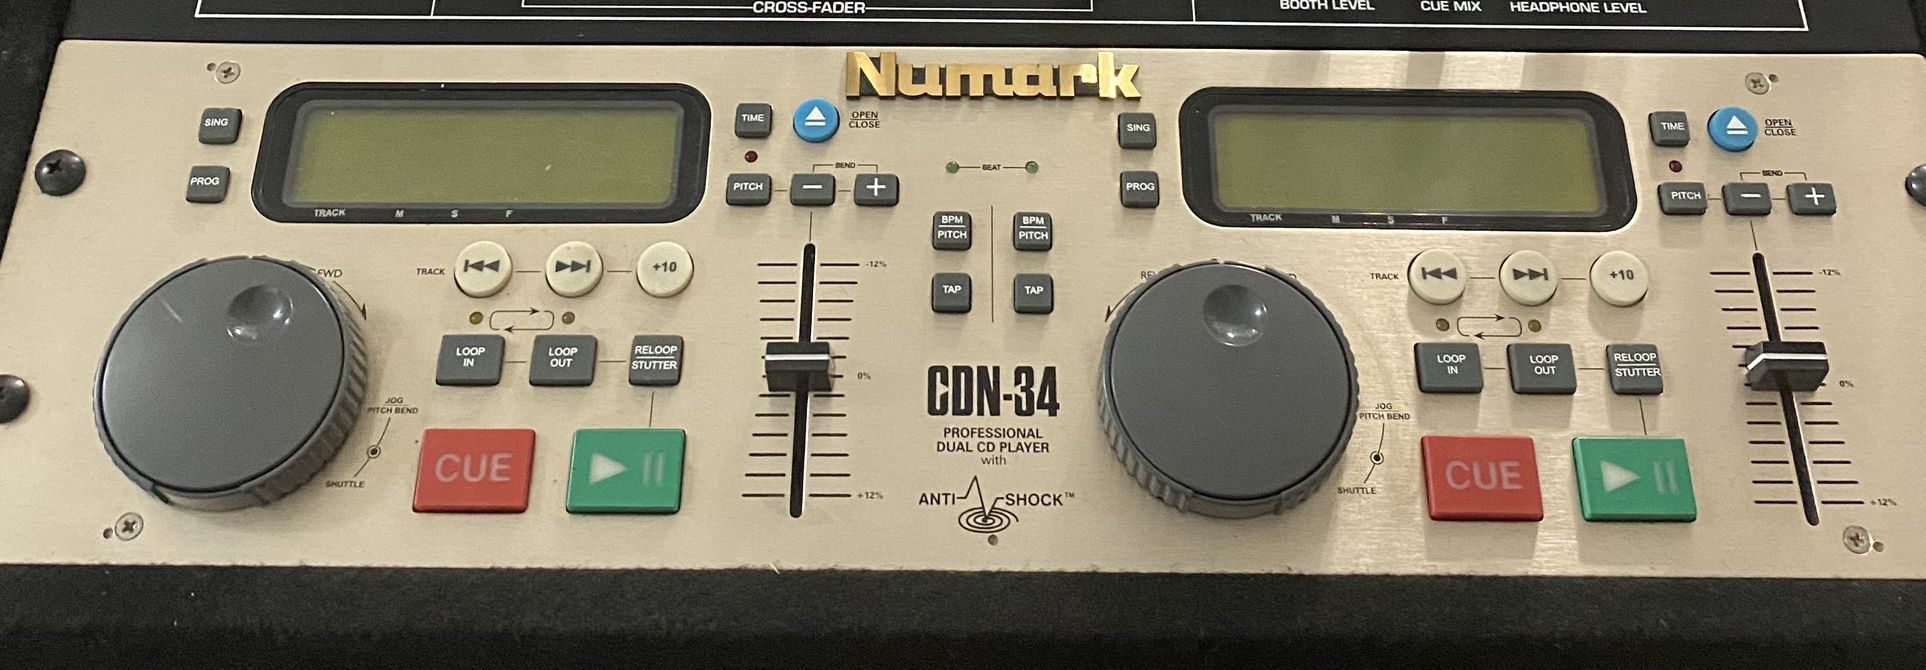 CROSS-FADER
BOOTH LEVEL CUE MIX HEADPHONE LEVEL
Numark
SING
PROG
TRACK M S F
TIME
OPEN
CLOSE
BEND
PITCH − +
FWD
TRACK
+10
LOOP
IN
LOOP
OUT
RELOOP
STUTTER
JOG
PITCH BEND
SHUTTLE
CUE
-12%
0%
+12%
BEAT
BPM
PITCH
BPM
PITCH
TAP
TAP
CDN-34
PROFESSIONAL
DUAL CD PLAYER
with
ANTI SHOCK™
SING
PROG
TRACK M S F
TIME
OPEN
CLOSE
BEND
PITCH − +
TRACK
+10
LOOP
IN
LOOP
OUT
RELOOP
STUTTER
JOG
PITCH BEND
SHUTTLE
CUE
-12%
0%
+12%